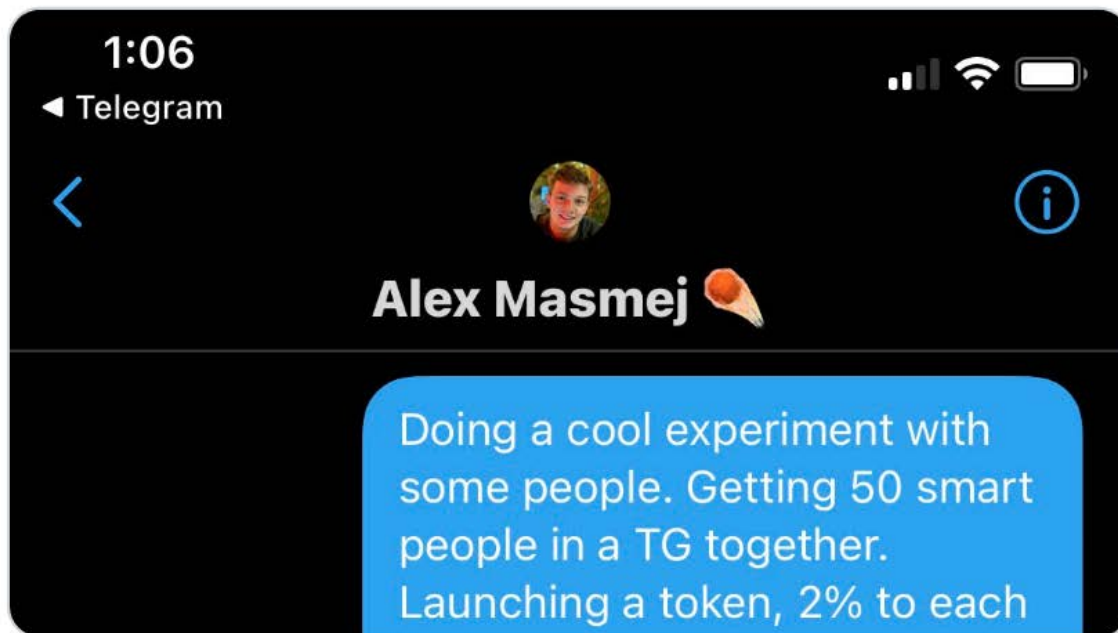 1:06
◀ Telegram
Alex Masmej ☄️
Doing a cool experiment with
some people. Getting 50 smart
people in a TG together.
Launching a token, 2% to each